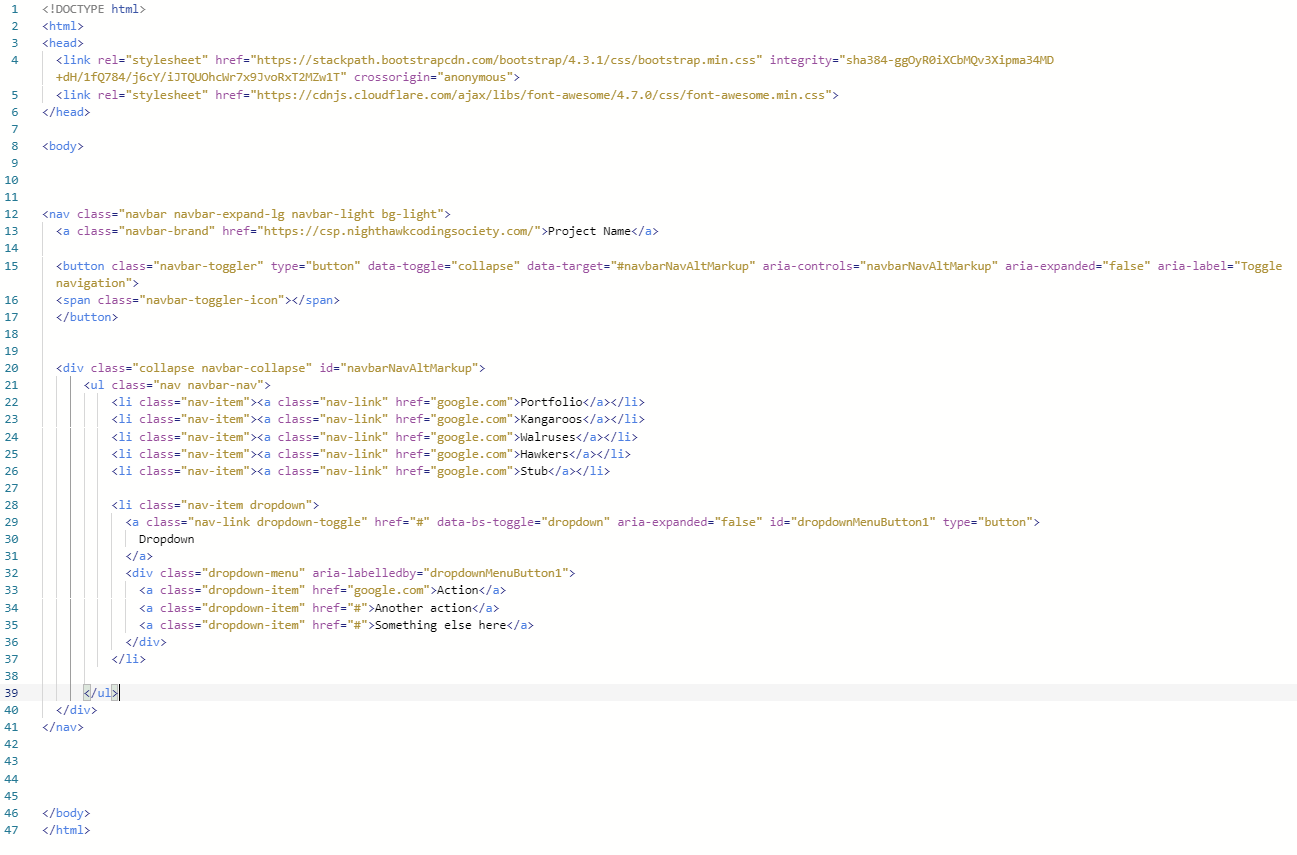 1 <!DOCTYPE html>
2 <html>
3 <head>
4 <link rel="stylesheet" href="https://stackpath.bootstrapcdn.com/bootstrap/4.3.1/css/bootstrap.min.css" integrity="sha384-ggOyR0iXCbMQv3Xipma34MD
+dH/1fQ784/j6cY/iJTQUOhcWr7x9JvoRxT2MZw1T" crossorigin="anonymous">
5 <link rel="stylesheet" href="https://cdnjs.cloudflare.com/ajax/libs/font-awesome/4.7.0/css/font-awesome.min.css">
6 </head>
7
8 <body>
9
10
11
12 <nav class="navbar navbar-expand-lg navbar-light bg-light">
13 <a class="navbar-brand" href="https://csp.nighthawkcodingsociety.com/">Project Name</a>
14
15 <button class="navbar-toggler" type="button" data-toggle="collapse" data-target="#navbarNavAltMarkup" aria-controls="navbarNavAltMarkup" aria-expanded="false" aria-label="Toggle
navigation">
16 <span class="navbar-toggler-icon"></span>
17 </button>
18
19
20 <div class="collapse navbar-collapse" id="navbarNavAltMarkup">
21 <ul class="nav navbar-nav">
22 <li class="nav-item"><a class="nav-link" href="google.com">Portfolio</a></li>
23 <li class="nav-item"><a class="nav-link" href="google.com">Kangaroos</a></li>
24 <li class="nav-item"><a class="nav-link" href="google.com">Walruses</a></li>
25 <li class="nav-item"><a class="nav-link" href="google.com">Hawkers</a></li>
26 <li class="nav-item"><a class="nav-link" href="google.com">Stub</a></li>
27
28 <li class="nav-item dropdown">
29 <a class="nav-link dropdown-toggle" href="#" data-bs-toggle="dropdown" aria-expanded="false" id="dropdownMenuButton1" type="button">
30 Dropdown
31 </a>
32 <div class="dropdown-menu" aria-labelledby="dropdownMenuButton1">
33 <a class="dropdown-item" href="google.com">Action</a>
34 <a class="dropdown-item" href="#">Another action</a>
35 <a class="dropdown-item" href="#">Something else here</a>
36 </div>
37 </li>
38
39 </ul>
40 </div>
41 </nav>
42
43
44
45
46 </body>
47 </html>